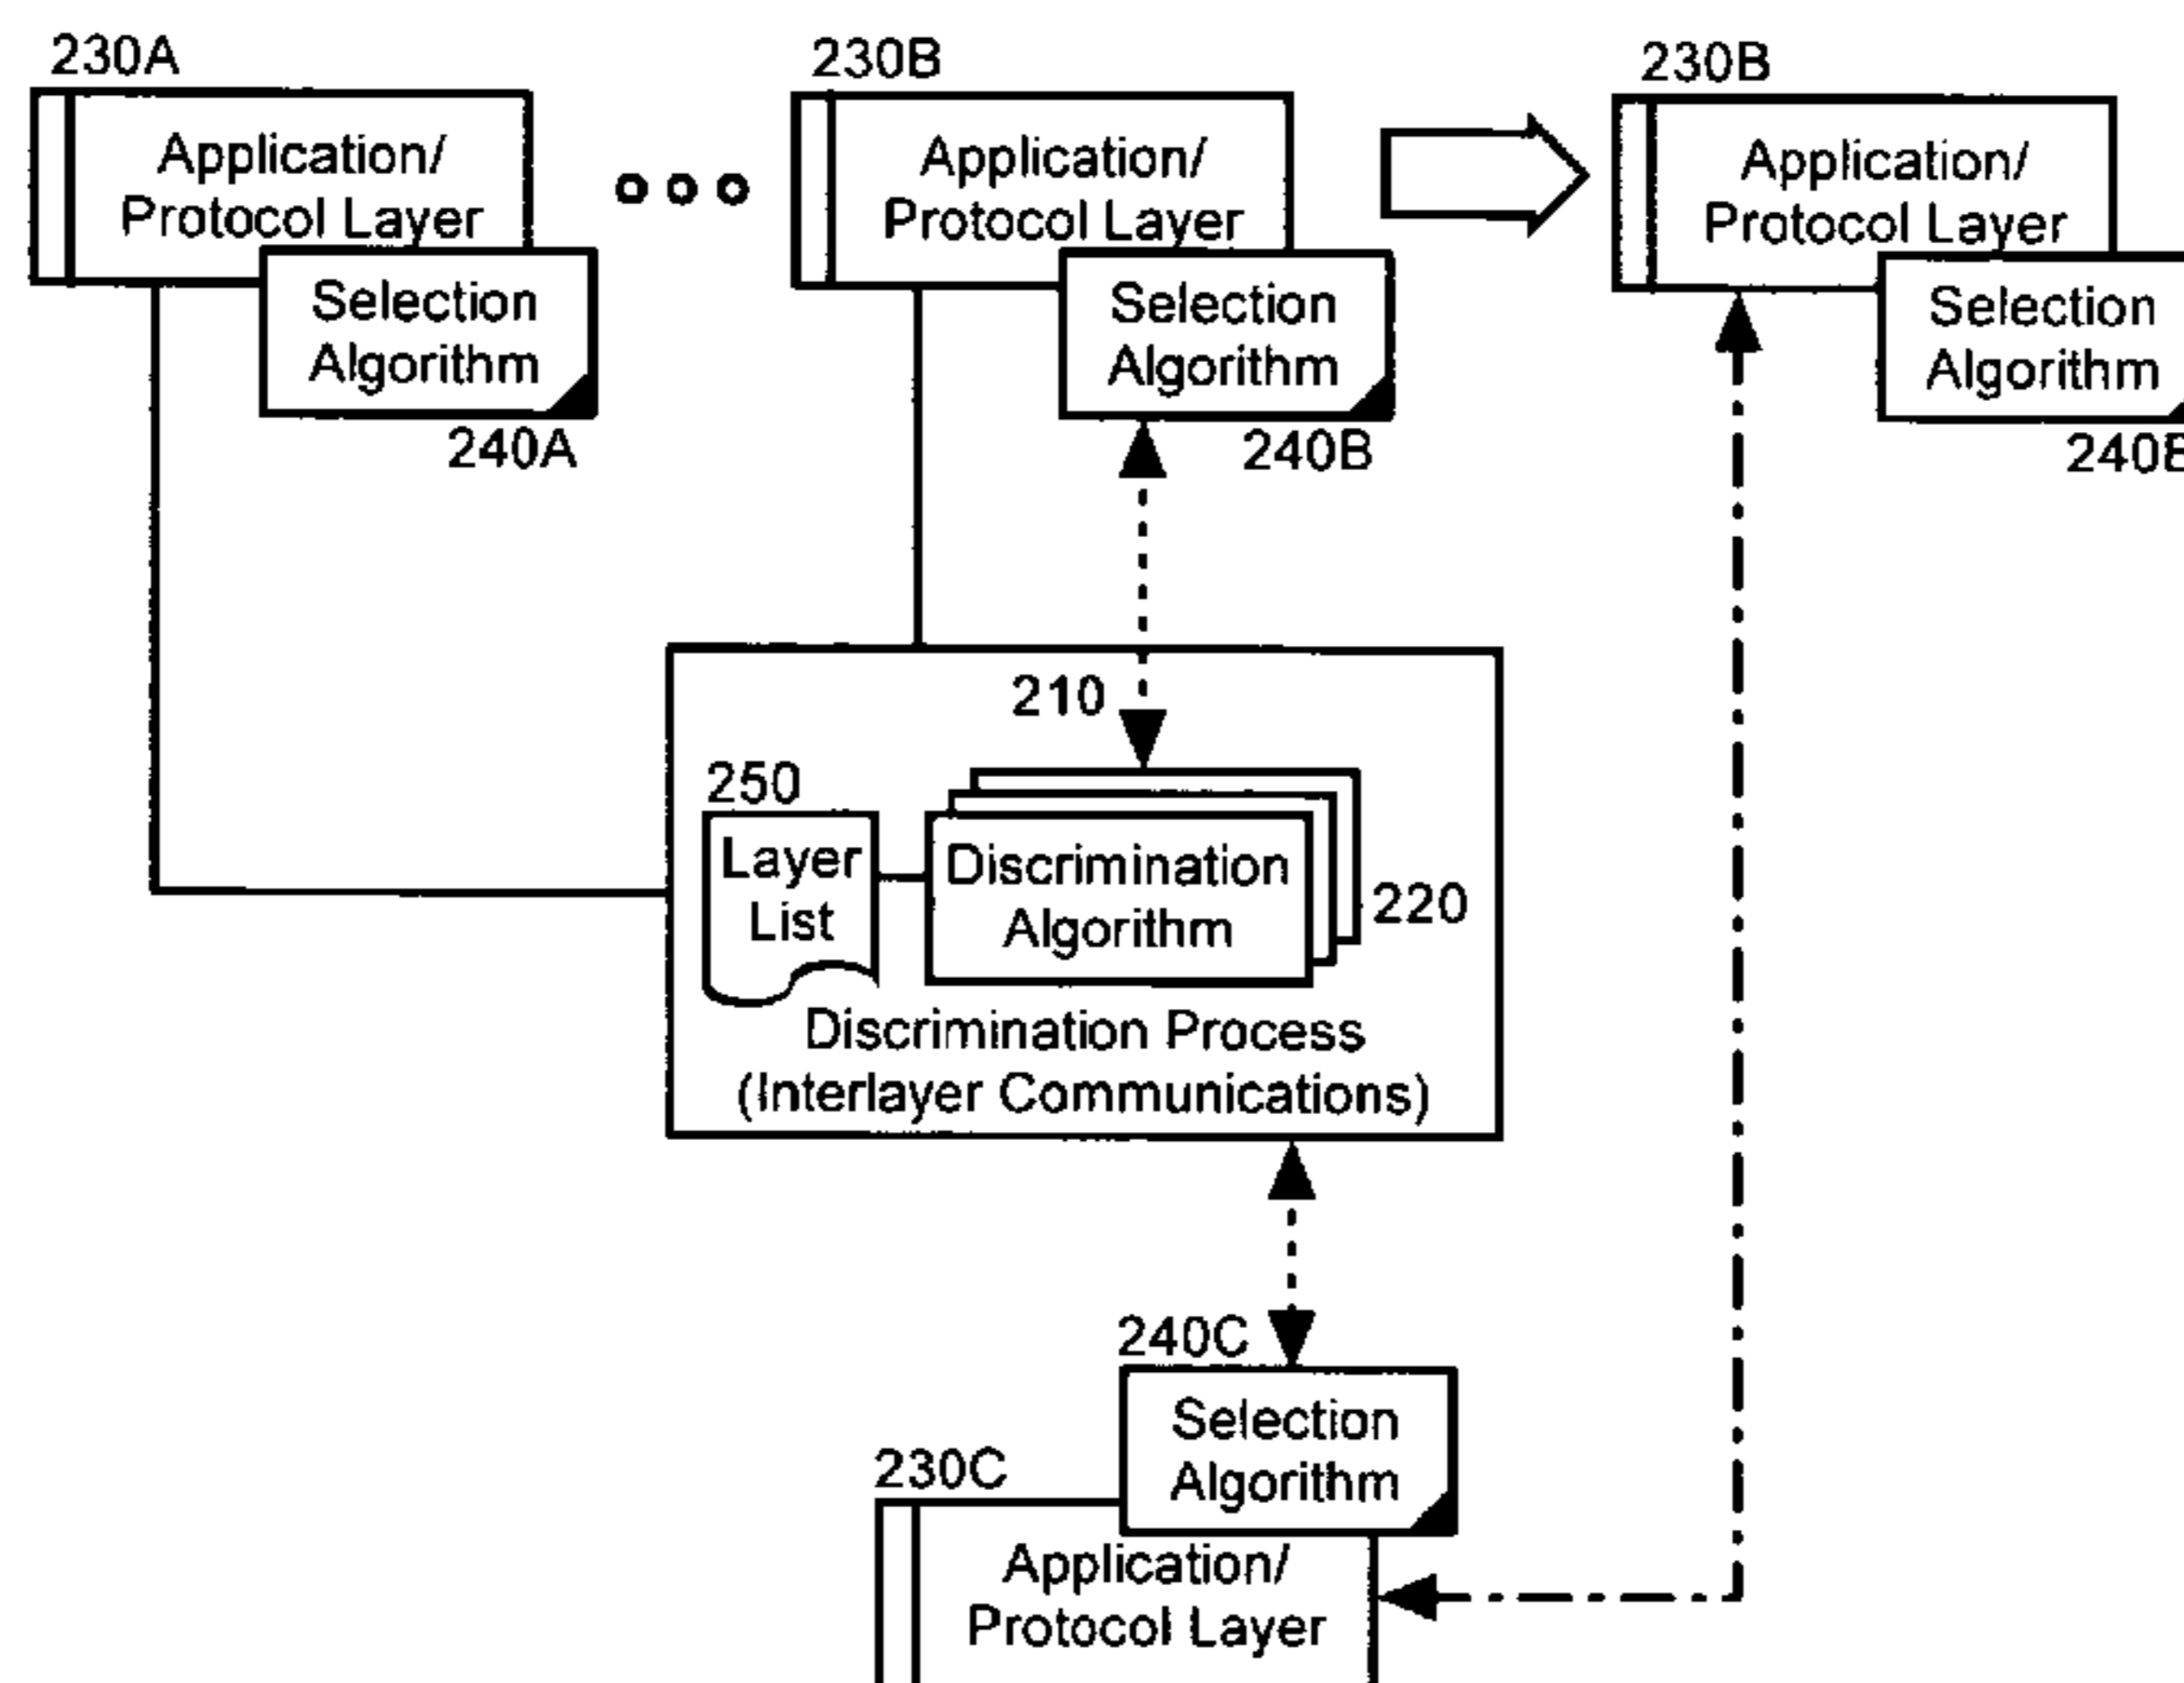 230A
Application/
Protocol Layer
Selection
Algorithm
240A
230B
Application/
Protocol Layer
Selection
Algorithm
240B
230B
Application/
Protocol Layer
Selection
Algorithm
240B
210
250
Layer
List
Discrimination
Algorithm
220
Discrimination Process
(Interlayer Communications)
240C
Selection
Algorithm
230C
Application/
Protocol Layer